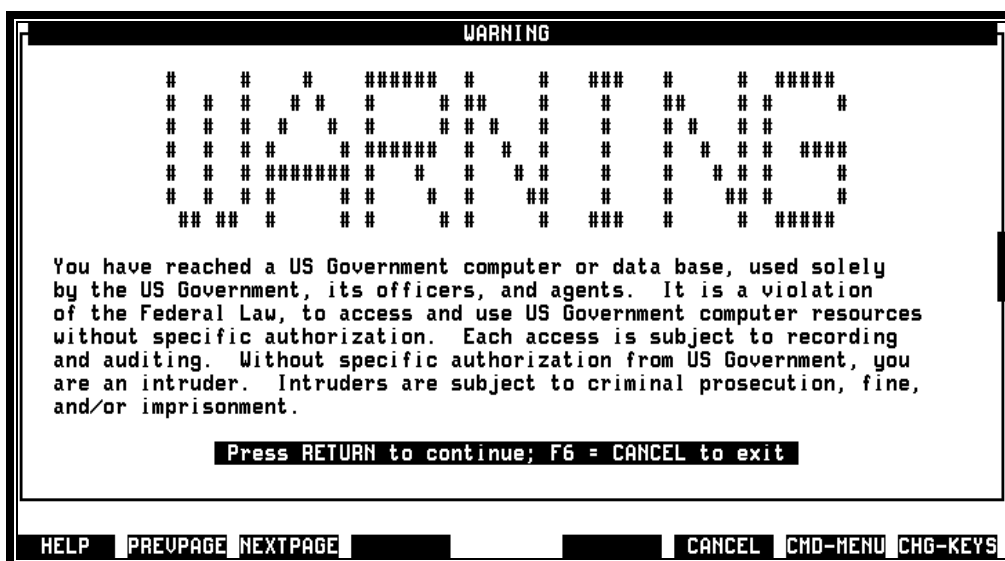 WARNING
WARNING
You have reached a US Government computer or data base, used solely
by the US Government, its officers, and agents.  It is a violation
of the Federal Law, to access and use US Government computer resources
without specific authorization.  Each access is subject to recording
and auditing.  Without specific authorization from US Government, you
are an intruder.  Intruders are subject to criminal prosecution, fine,
and/or imprisonment.
Press RETURN to continue; F6 = CANCEL to exit
HELP PREVPAGE NEXTPAGE CANCEL CMD-MENU CHG-KEYS